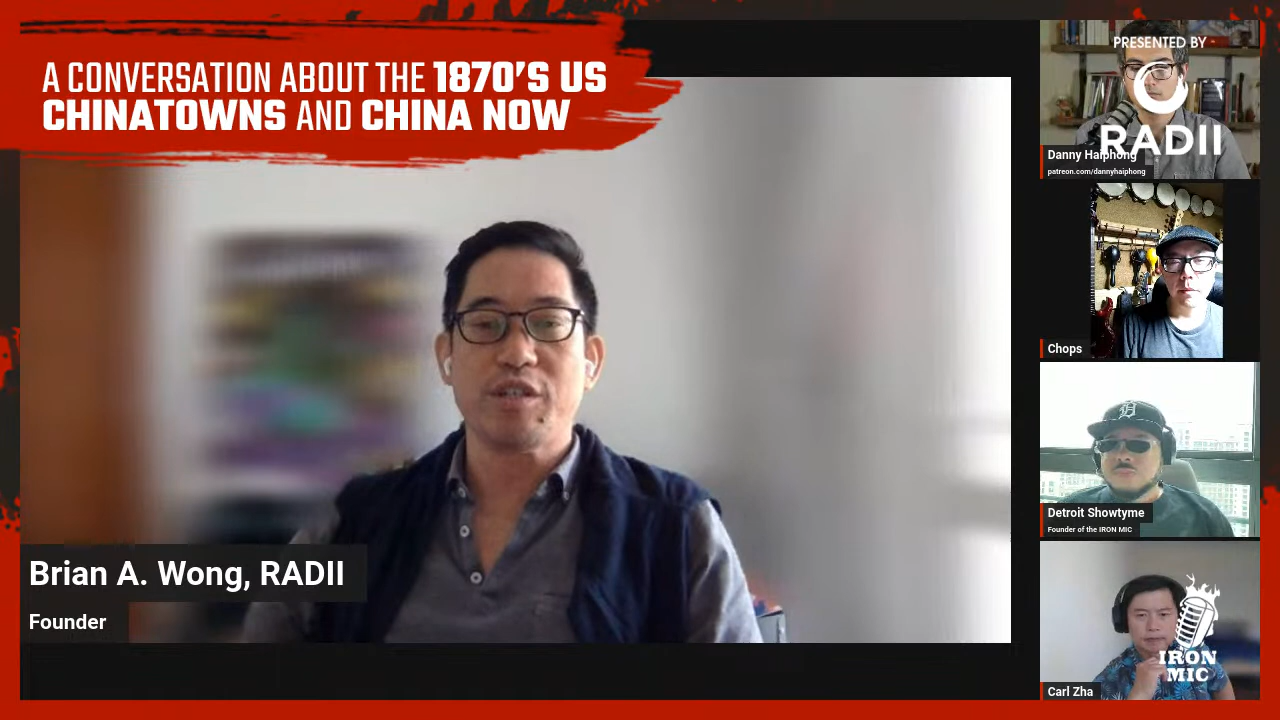 A CONVERSATION ABOUT THE 1870'S US
CHINATOWNS AND CHINA NOW
Brian A. Wong, RADII
Founder
PRESENTED BY
RADII
Danny Haiphong
patreon.com/dannyhaiphong
Chops
D
Detroit Showtyme
Founder of the IRON MIC
IRON
MIC
Carl Zha